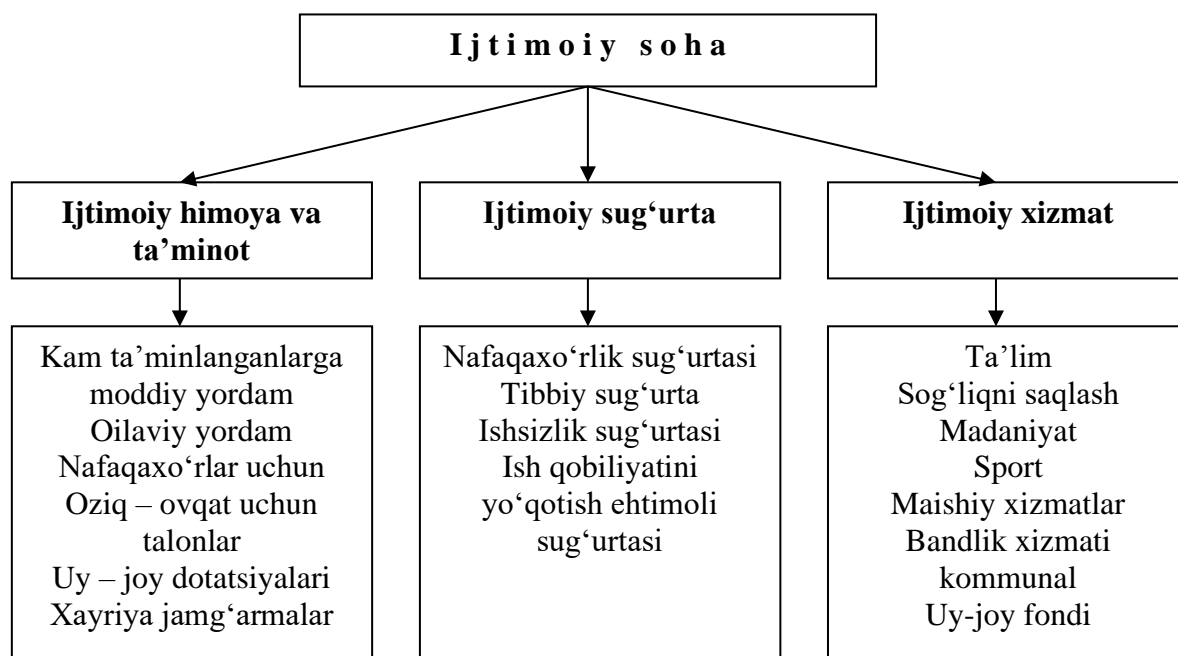 Ijtimoiy soha
Ijtimoiy himoya va
ta’minot
Ijtimoiy sug‘urta
Ijtimoiy xizmat
Kam ta’minlanganlarga
moddiy yordam
Oilaviy yordam
Nafaqaxo‘rlar uchun
Oziq – ovqat uchun
talonlar
Uy – joy dotatsiyalari
Xayriya jamg‘armalar
Nafaqaxo‘rlik sug‘urtasi
Tibbiy sug‘urta
Ishsizlik sug‘urtasi
Ish qobiliyatini
yo‘qotish ehtimoli
sug‘urtasi
Ta’lim
Sog‘liqni saqlash
Madaniyat
Sport
Maishiy xizmatlar
Bandlik xizmati
kommunal
Uy-joy fondi